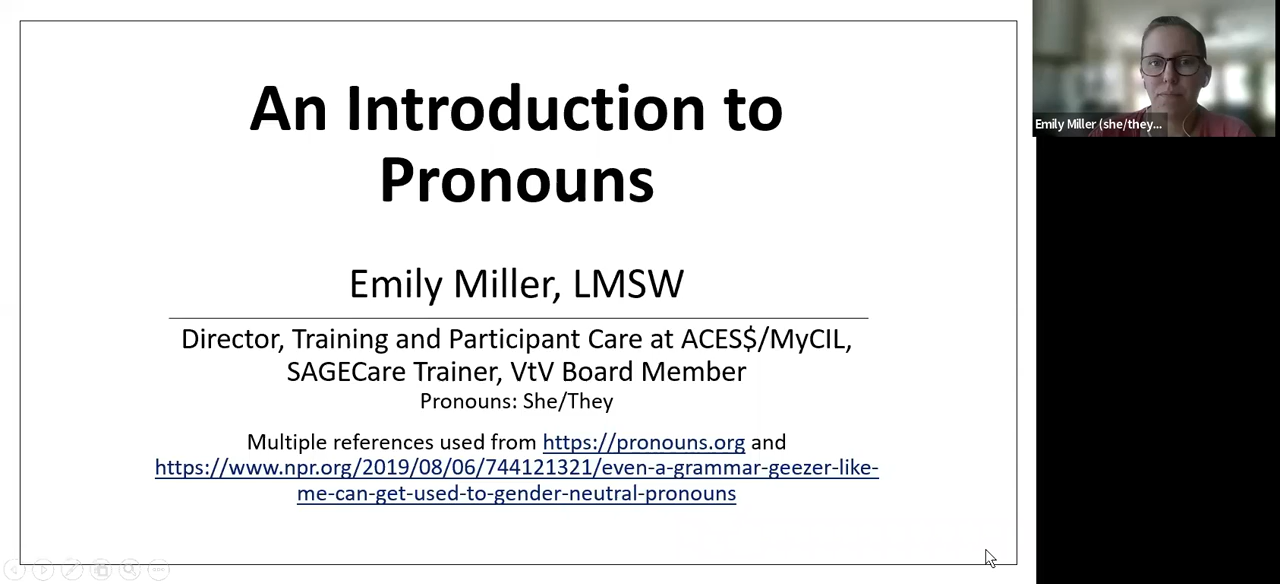 An Introduction to
Pronouns
Emily Miller, LMSW
Director, Training and Participant Care at ACES$/MyCIL,
SAGECare Trainer, VtV Board Member
Pronouns: She/They
Multiple references used from https://pronouns.org and
https://www.npr.org/2019/08/06/744121321/even-a-grammar-geezer-like-
me-can-get-used-to-gender-neutral-pronouns
Emily Miller (she/they...